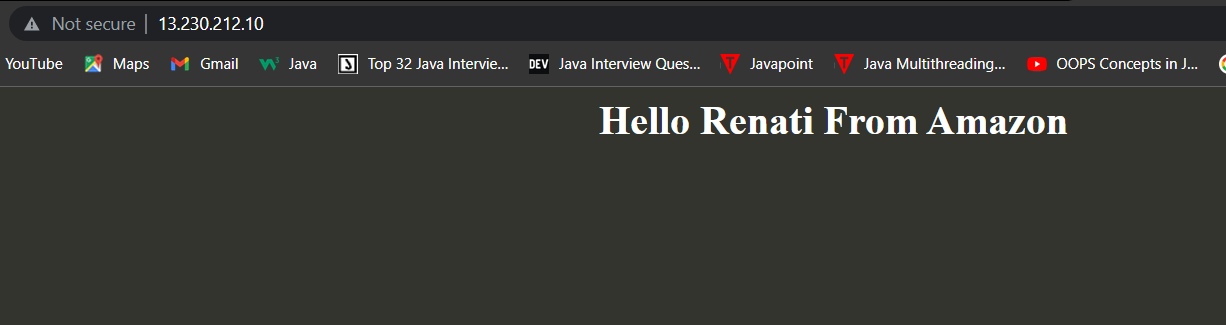 Not secure | 13.230.212.10
YouTube Maps Gmail Java Top 32 Java Intervie... DEV Java Interview Ques... Javapoint Java Multithreading... OOPS Concepts in J...
Hello Renati From Amazon